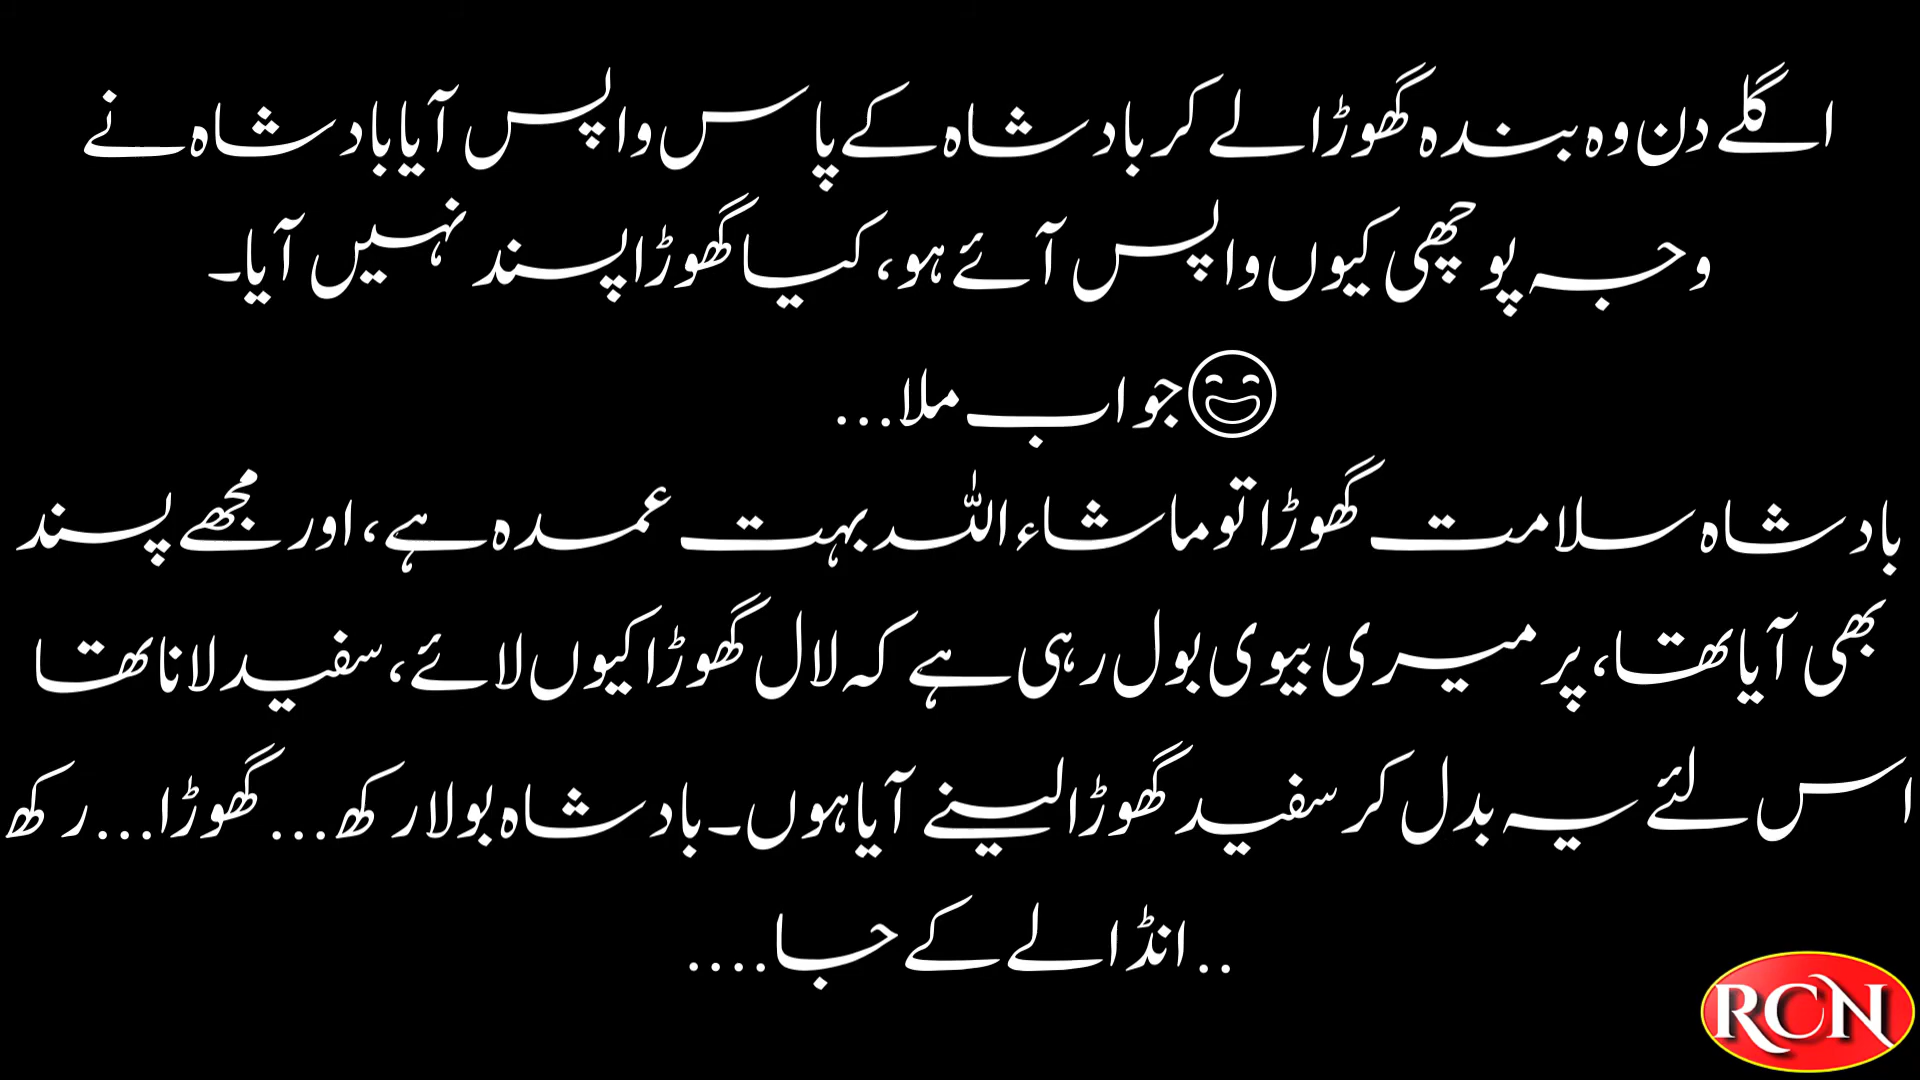 اگلے دن وہ بندہ گھوڑا لے کر بادشاہ کے پاس واپس آیا بادشاہ نے
وجہ پوچھی کیوں واپس آئے ہو، کیا گھوڑا پسند نہیں آیا۔
😄جواب ملا...
بادشاہ سلامت گھوڑا تو ماشاء اللہ بہت عمدہ ہے، اور مجھے پسند
بھی آیا تھا، پر میری بیوی بول رہی ہے کہ لال گھوڑا کیوں لائے، سفید لانا تھا
اس لئے یہ بدل کر سفید گھوڑا لینے آیا ہوں۔ بادشاہ بولا رکھ...گھوڑا...رکھ
..انڈا لے کے جا....
RCN